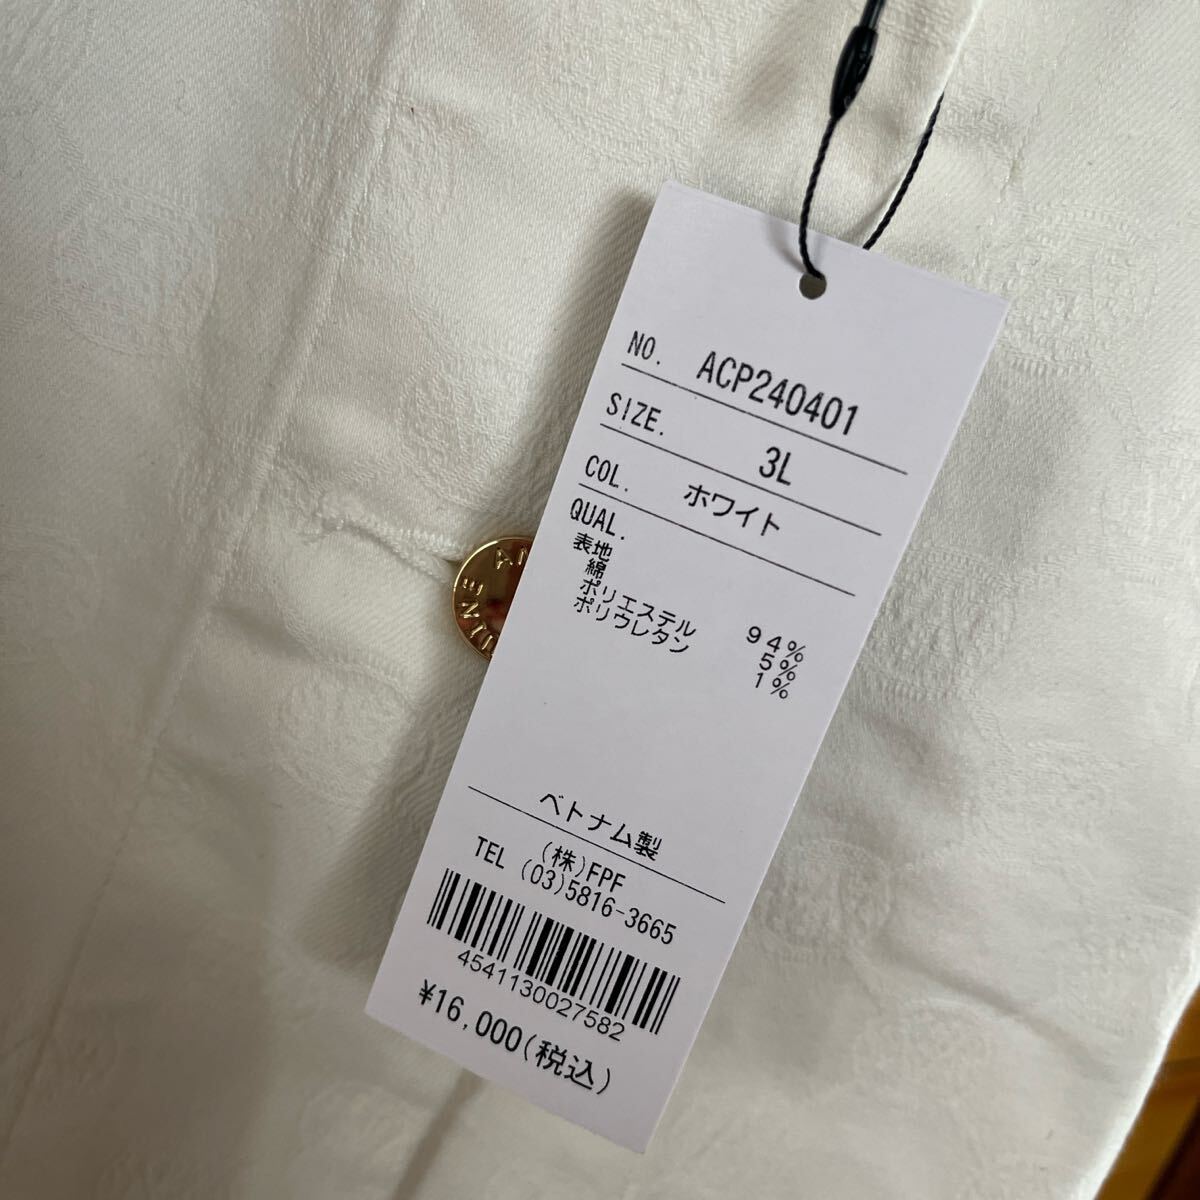 NO. ACP240401
SIZE. 3L
COL. ホワイト
QUAL.
表地
綿 94%
ポリエステル 5%
ポリウレタン 1%
ベトナム製
(株)FPF
TEL (03)5816-3665
4541130027582
¥16,000(税込)